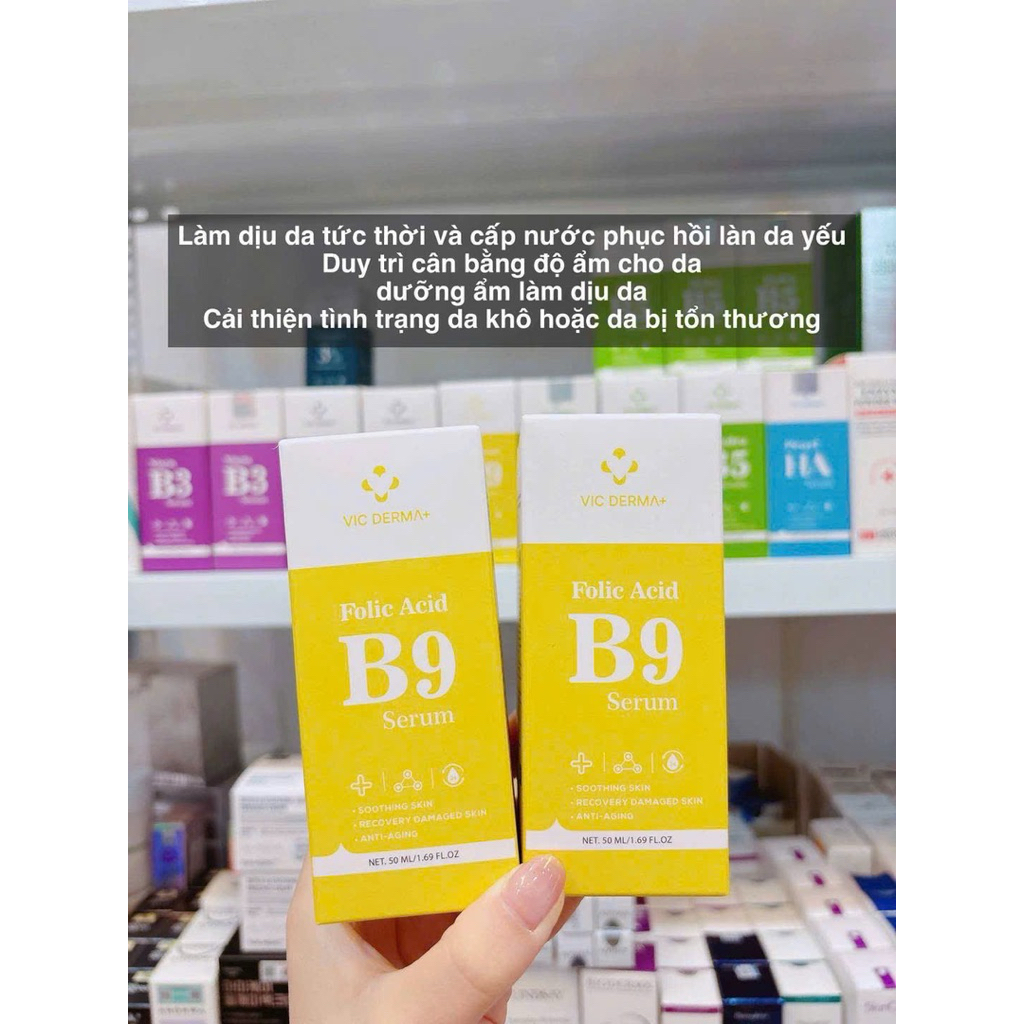 Làm dịu da tức thời và cấp nước phục hồi làn da yếu
Duy trì cân bằng độ ẩm cho da
dưỡng ẩm làm dịu da
Cải thiện tình trạng da khô hoặc da bị tổn thương
B3
B3
B5
HA
VIC DERMA+
Folic Acid
B9
Serum
• SOOTHING SKIN
• RECOVERY DAMAGED SKIN
• ANTI-AGING
NET. 50 ML/1.69 FL.OZ
VIC DERMA+
Folic Acid
B9
Serum
• SOOTHING SKIN
• RECOVERY DAMAGED SKIN
• ANTI-AGING
NET. 50 ML/1.69 FL.OZ